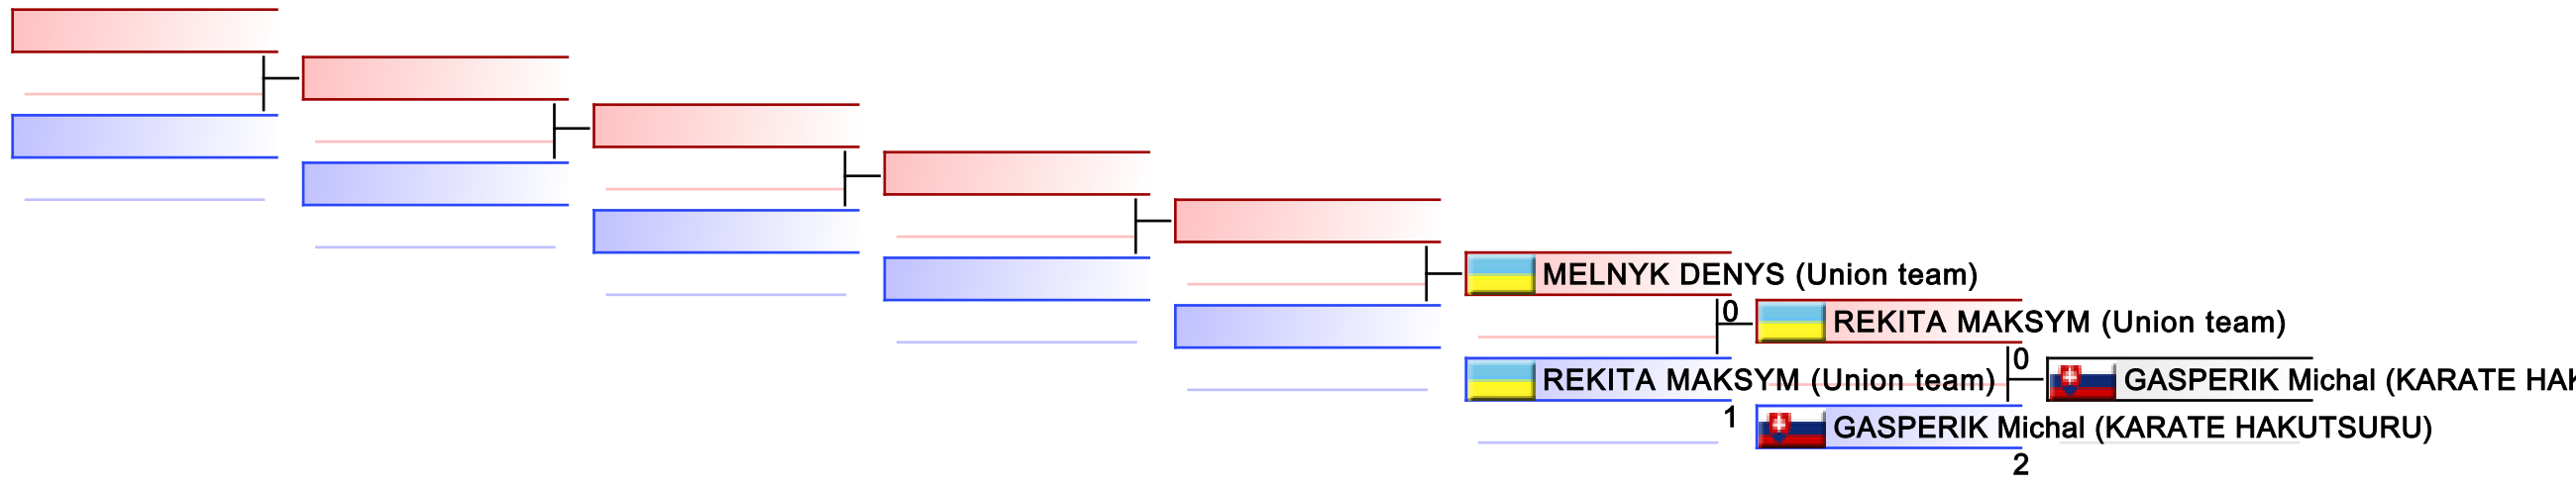 MELNYK DENYS (Union team)
0
REKITA MAKSYM (Union team)
0
REKITA MAKSYM (Union team)
GASPERIK Michal (KARATE HAK
1
GASPERIK Michal (KARATE HAKUTSURU)
2